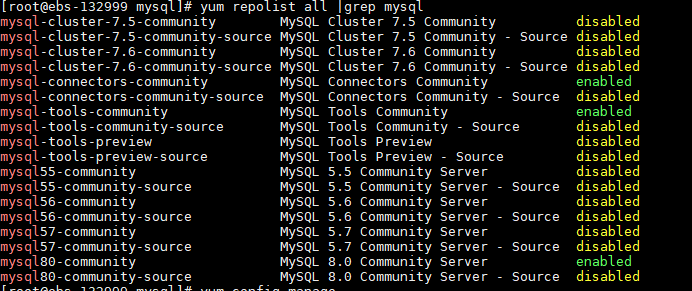 [root@ebs-132999 mysql]# yum repolist all |grep mysql
mysql-cluster-7.5-community MySQL Cluster 7.5 Community disabled
mysql-cluster-7.5-community-source MySQL Cluster 7.5 Community - Source disabled
mysql-cluster-7.6-community MySQL Cluster 7.6 Community disabled
mysql-cluster-7.6-community-source MySQL Cluster 7.6 Community - Source disabled
mysql-connectors-community MySQL Connectors Community enabled
mysql-connectors-community-source MySQL Connectors Community - Source disabled
mysql-tools-community MySQL Tools Community enabled
mysql-tools-community-source MySQL Tools Community - Source disabled
mysql-tools-preview MySQL Tools Preview disabled
mysql-tools-preview-source MySQL Tools Preview - Source disabled
mysql55-community MySQL 5.5 Community Server disabled
mysql55-community-source MySQL 5.5 Community Server - Source disabled
mysql56-community MySQL 5.6 Community Server disabled
mysql56-community-source MySQL 5.6 Community Server - Source disabled
mysql57-community MySQL 5.7 Community Server disabled
mysql57-community-source MySQL 5.7 Community Server - Source disabled
mysql80-community MySQL 8.0 Community Server enabled
mysql80-community-source MySQL 8.0 Community Server - Source disabled
[root@ebs-132999 mysql]# yum